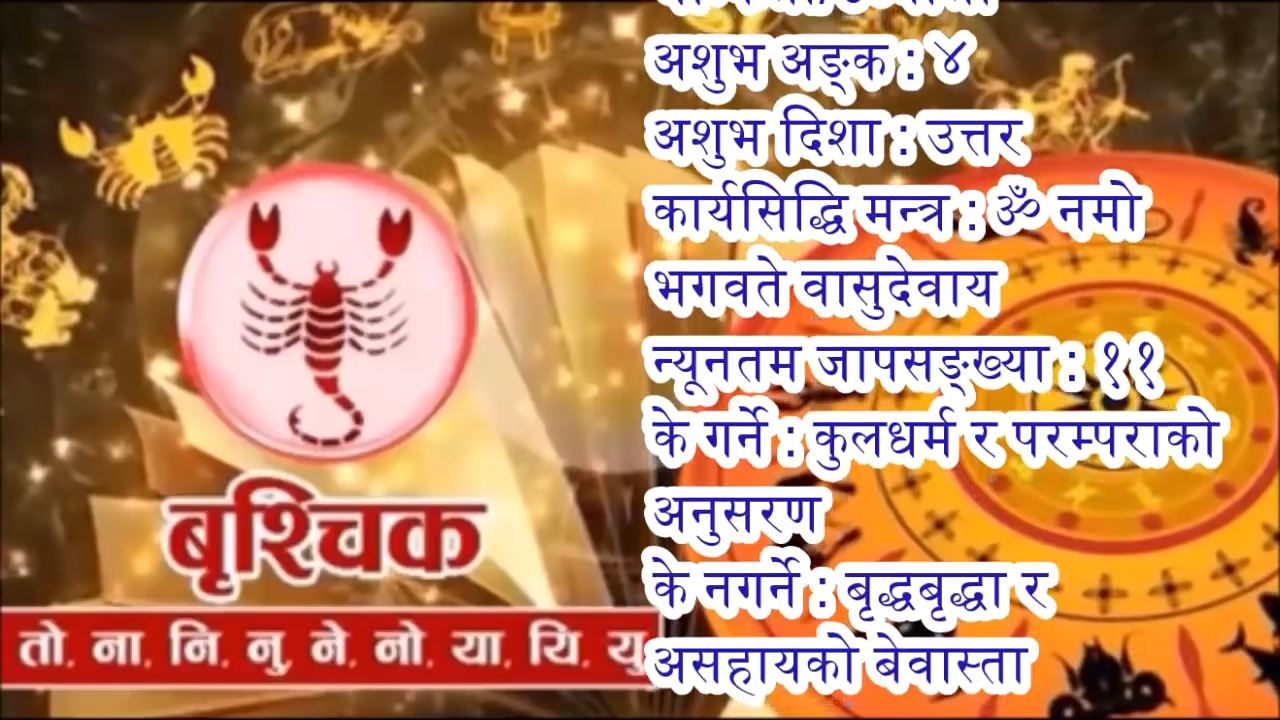 अशुभ अङ्क : ४
अशुभ दिशा : उत्तर
कार्यसिद्धि मन्त्र : ॐ नमो
भगवते वासुदेवाय
न्यूनतम जापसङ्ख्या : ११
के गर्ने : कुलधर्म र परम्पराको
अनुसरण
के नगर्ने : बृद्धबृद्धा र
असहायको बेवास्ता
बृश्चिक
तो. ना. नि. नु. ने. नो. या. यि. यु